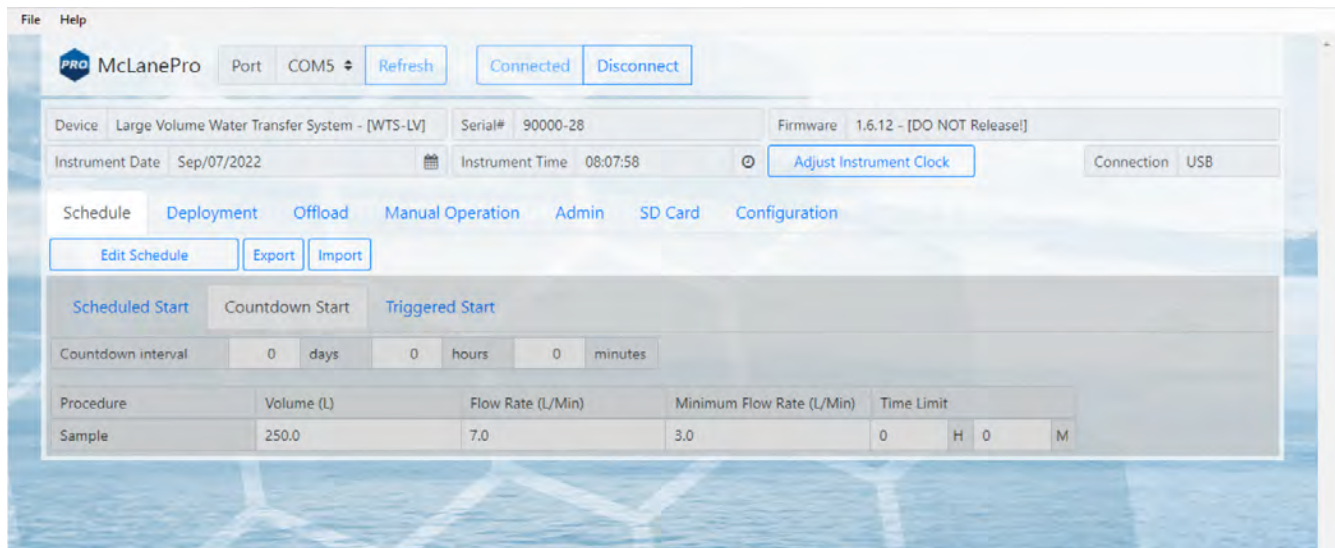 File Help
PRO McLanePro Port COM5 Refresh Connected Disconnect
Device Large Volume Water Transfer System - [WTS-LV] Serial# 90000-28 Firmware 1.6.12 - [DO NOT Release!]
Instrument Date Sep/07/2022 Instrument Time 08:07:58 Adjust Instrument Clock Connection USB
Schedule Deployment Offload Manual Operation Admin SD Card Configuration
Edit Schedule Export Import
Scheduled Start Countdown Start Triggered Start
Countdown interval 0 days 0 hours 0 minutes
Procedure Volume (L) Flow Rate (L/Min) Minimum Flow Rate (L/Min) Time Limit
Sample 250.0 7.0 3.0 0 H 0 M